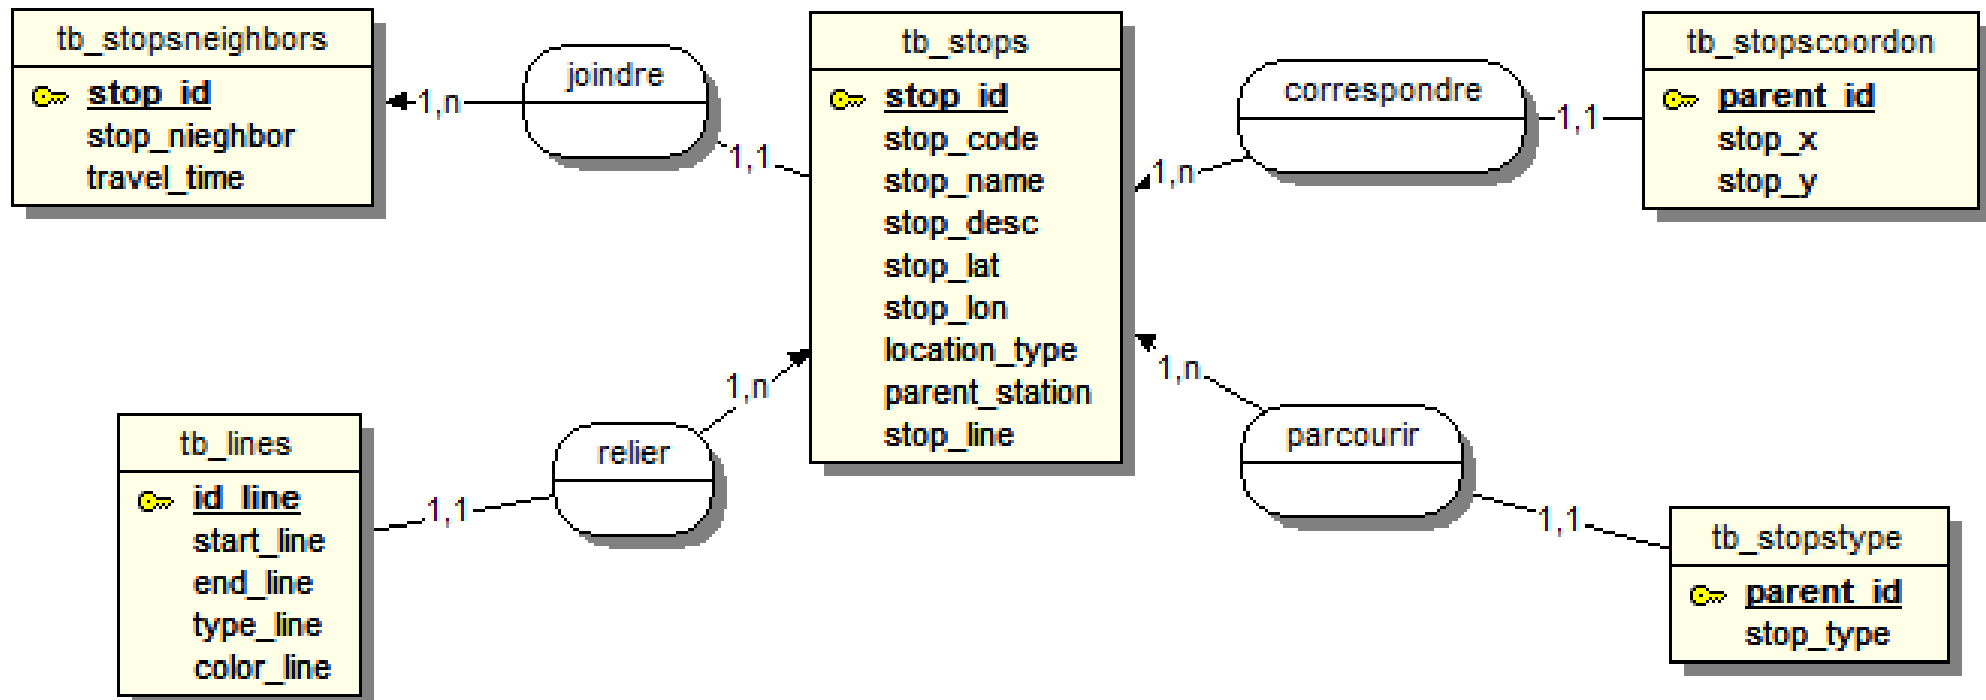 tb_stopsneighbors
stop_id
stop_nieghbor
travel_time
1,n
joindre
1,1
tb_stops
stop_id
stop_code
stop_name
stop_desc
stop_lat
stop_lon
location_type
parent_station
stop_line
1,n
correspondre
1,1
tb_stopscoordon
parent_id
stop_x
stop_y
tb_lines
id_line
start_line
end_line
type_line
color_line
1,1
relier
1,n
1,n
parcourir
1,1
tb_stopstype
parent_id
stop_type